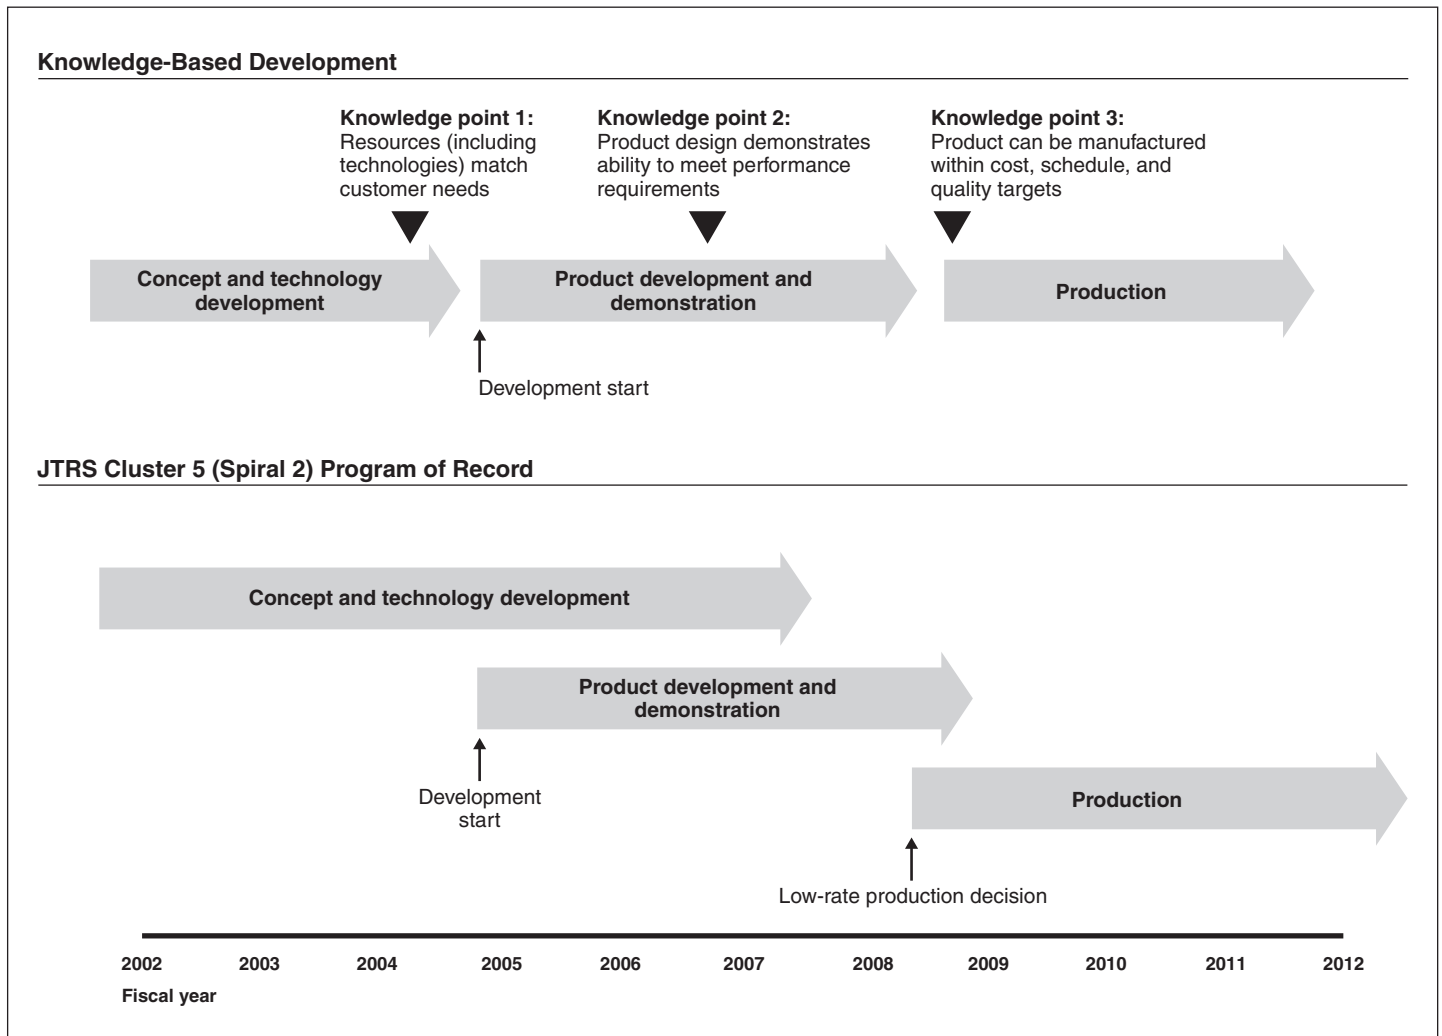 Knowledge-Based Development
Knowledge point 1:
Resources (including
technologies) match
customer needs
Knowledge point 2:
Product design demonstrates
ability to meet performance
requirements
Knowledge point 3:
Product can be manufactured
within cost, schedule, and
quality targets
Concept and technology
development
Product development and
demonstration
Production
Development start
JTRS Cluster 5 (Spiral 2) Program of Record
Concept and technology development
Product development and
demonstration
Development
start
Production
Low-rate production decision
2002 2003 2004 2005 2006 2007 2008 2009 2010 2011 2012
Fiscal year